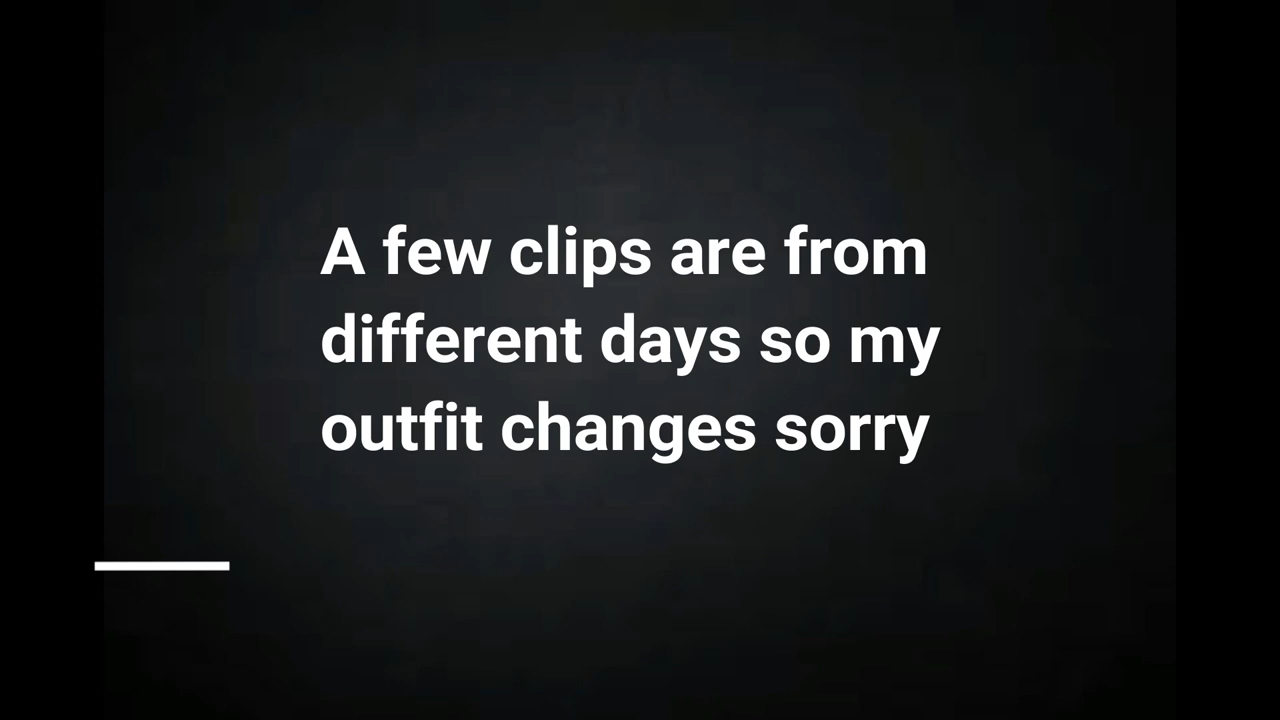 A few clips are from
different days so my
outfit changes sorry